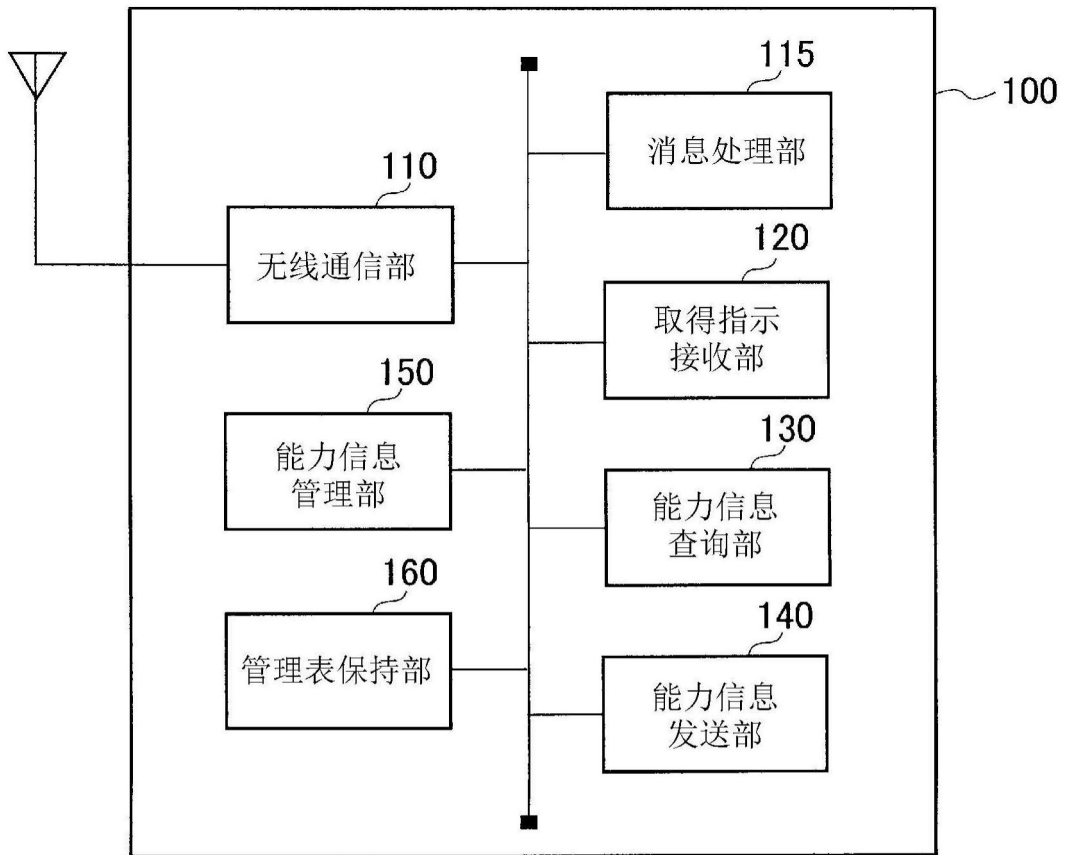 100
115
消息处理部
110
无线通信部
120
取得指示
接收部
150
能力信息
管理部
130
能力信息
查询部
160
管理表保持部
140
能力信息
发送部